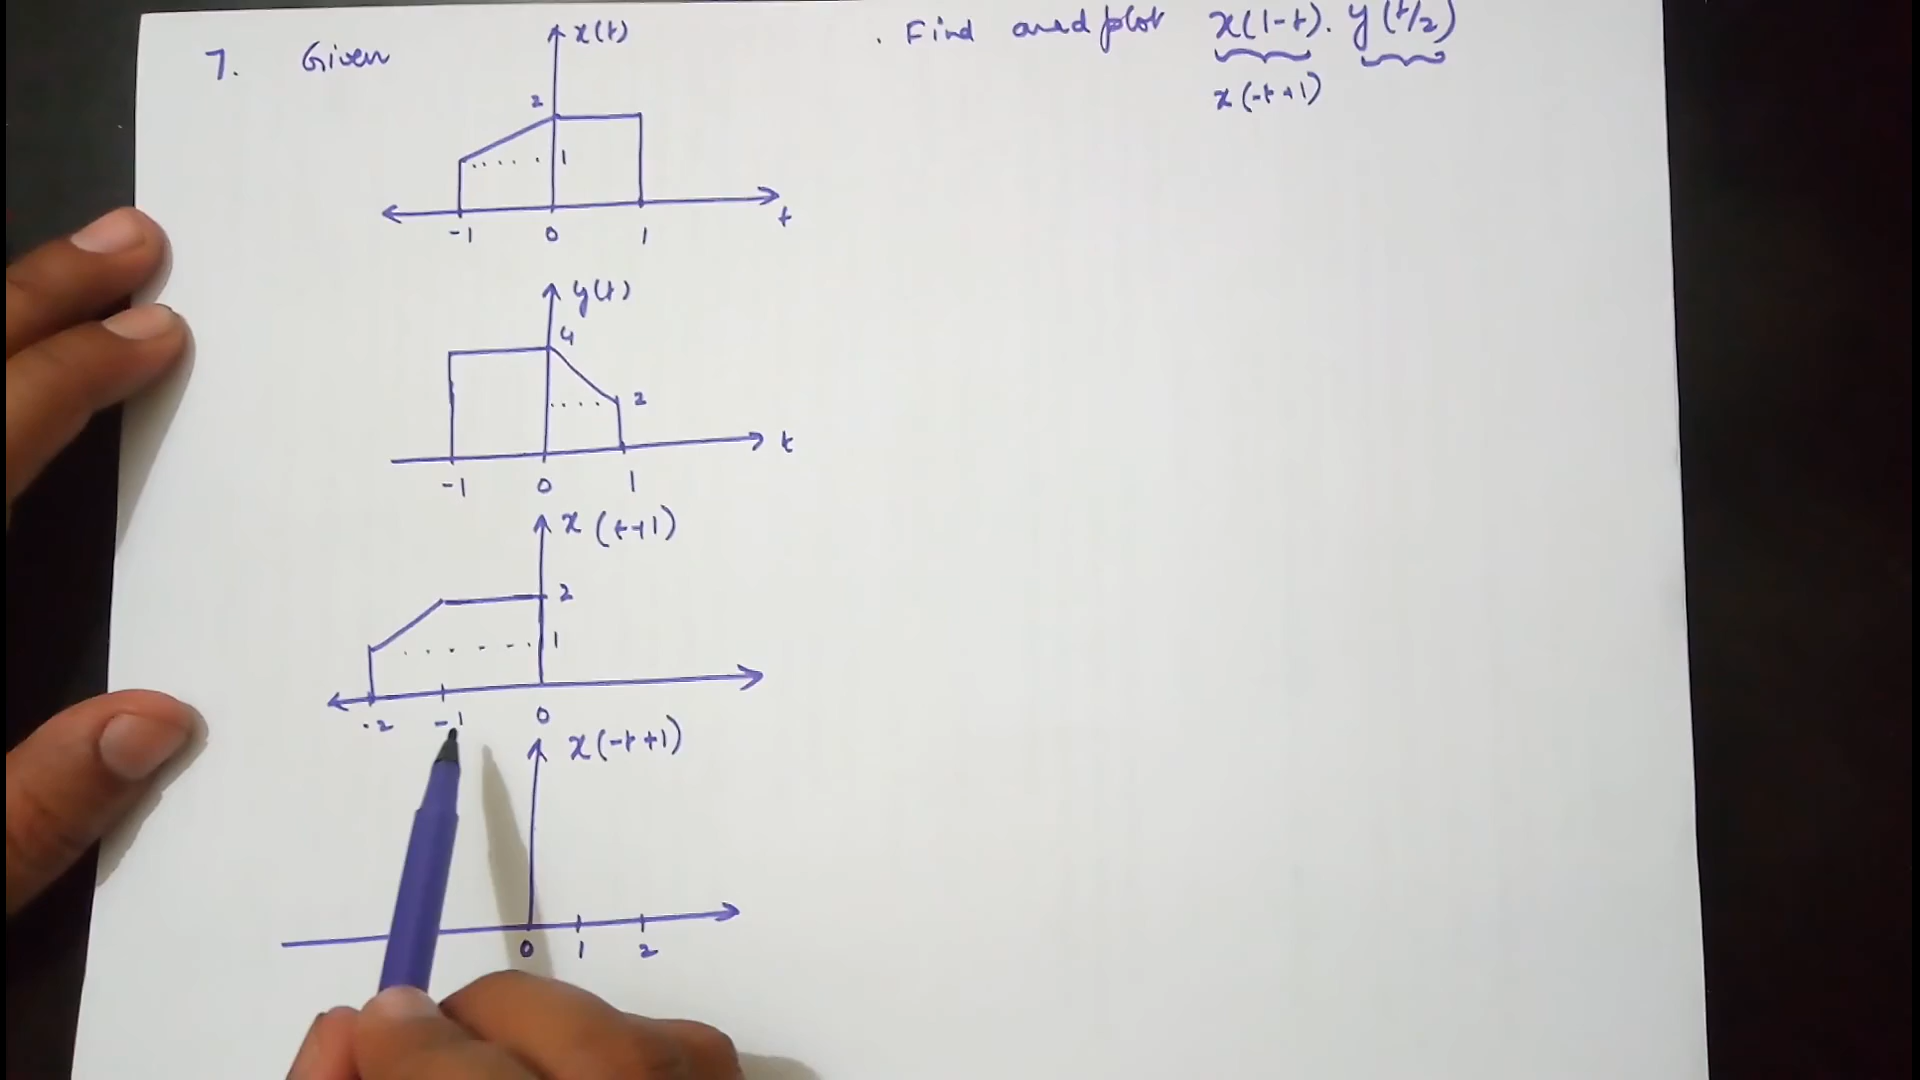 7. Given
x(t)
2
1
-1 0 1 t
. Find and plot x(1-t). y(t/2)
x(-t+1)
y(t)
4
2
-1 0 1 t
x(t+1)
2
1
-2 -1 0
x(-t+1)
0 1 2